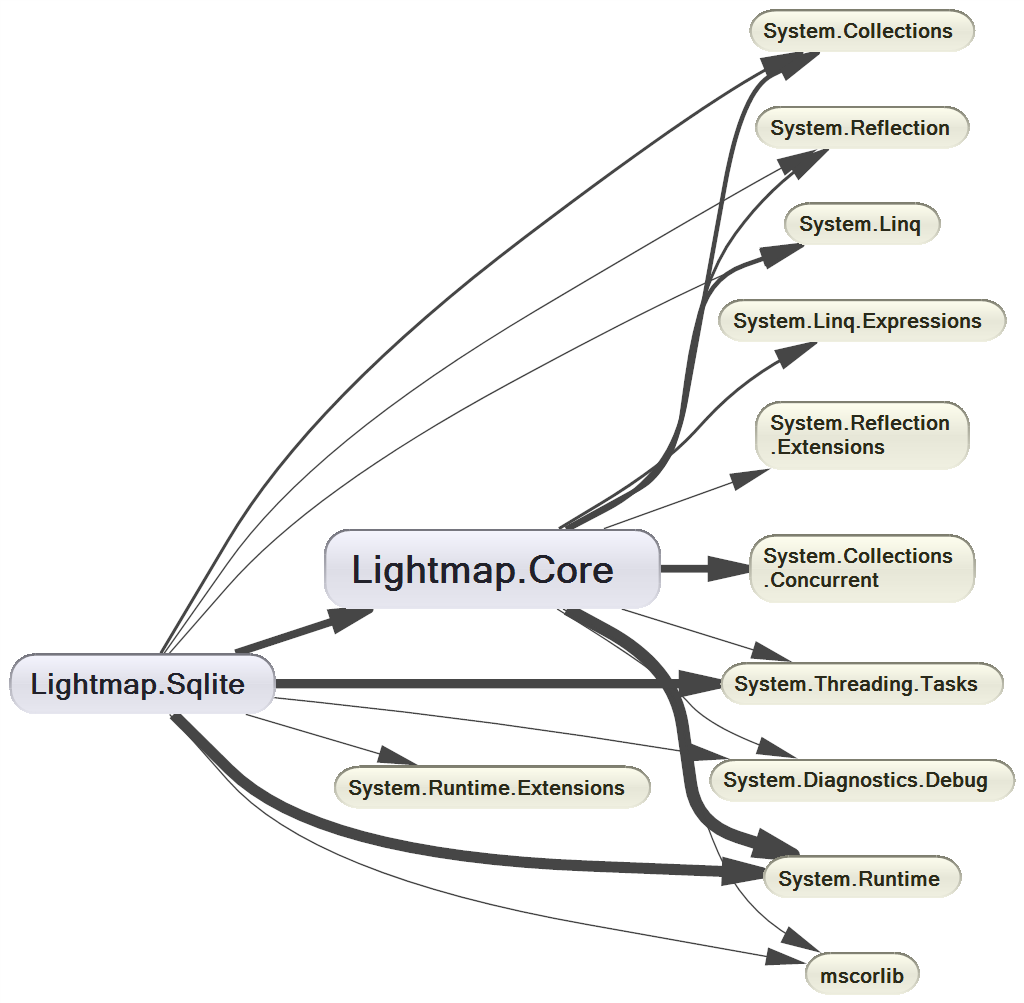 System.Collections
System.Reflection
System.Linq
System.Linq.Expressions
System.Reflection
.Extensions
Lightmap.Core
System.Collections
.Concurrent
Lightmap.Sqlite
System.Threading.Tasks
System.Runtime.Extensions
System.Diagnostics.Debug
System.Runtime
mscorlib